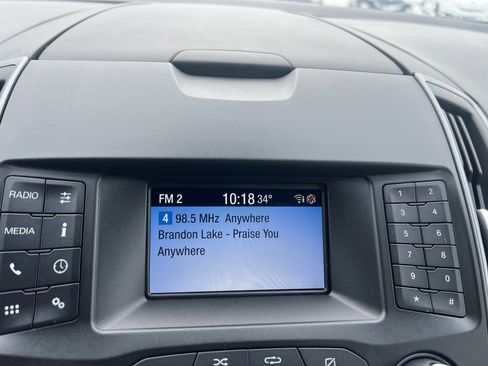 RADIO
MEDIA
FM 2 10:18 34°
4 98.5 MHz Anywhere
Brandon Lake - Praise You
Anywhere
1 2
3 4
5 6
7 8
9 0
* #